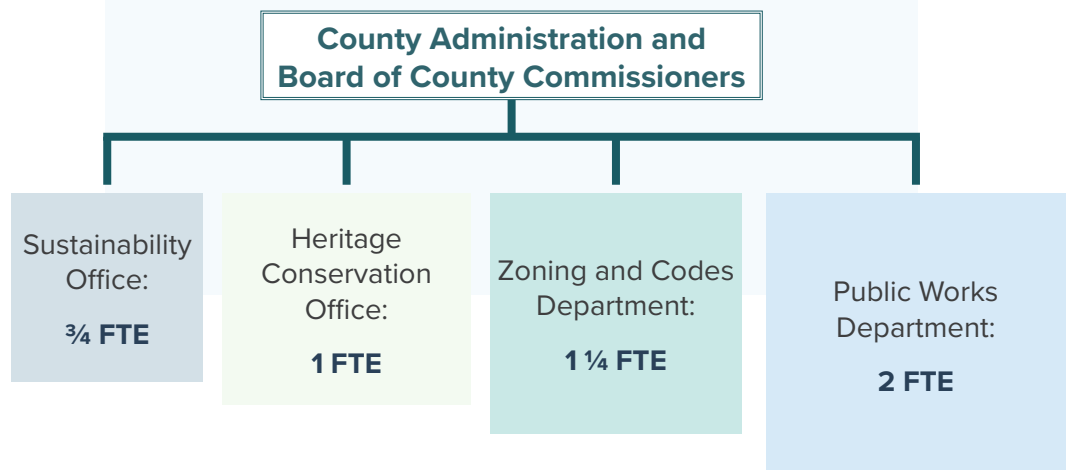 County Administration and
Board of County Commissioners
Sustainability
Office:
¾ FTE
Heritage
Conservation
Office:
1 FTE
Zoning and Codes
Department:
1 ¼ FTE
Public Works
Department:
2 FTE